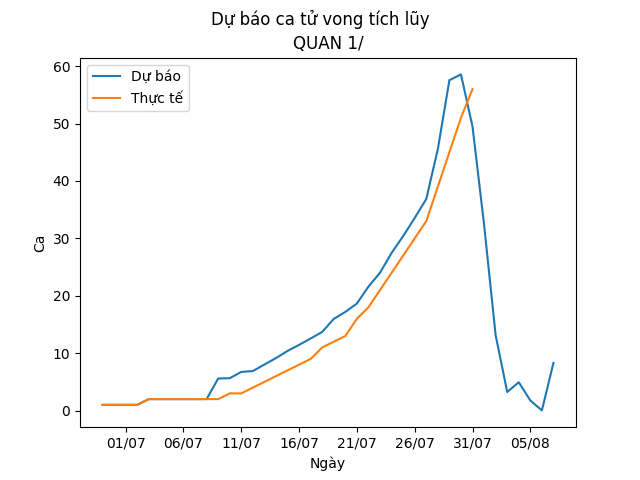 Dự báo ca tử vong tích lũy
QUAN 1/
Dự báo
Thực tế
60
50
40
30
20
10
0
Ca
01/07 06/07 11/07 16/07 21/07 26/07 31/07 05/08
Ngày